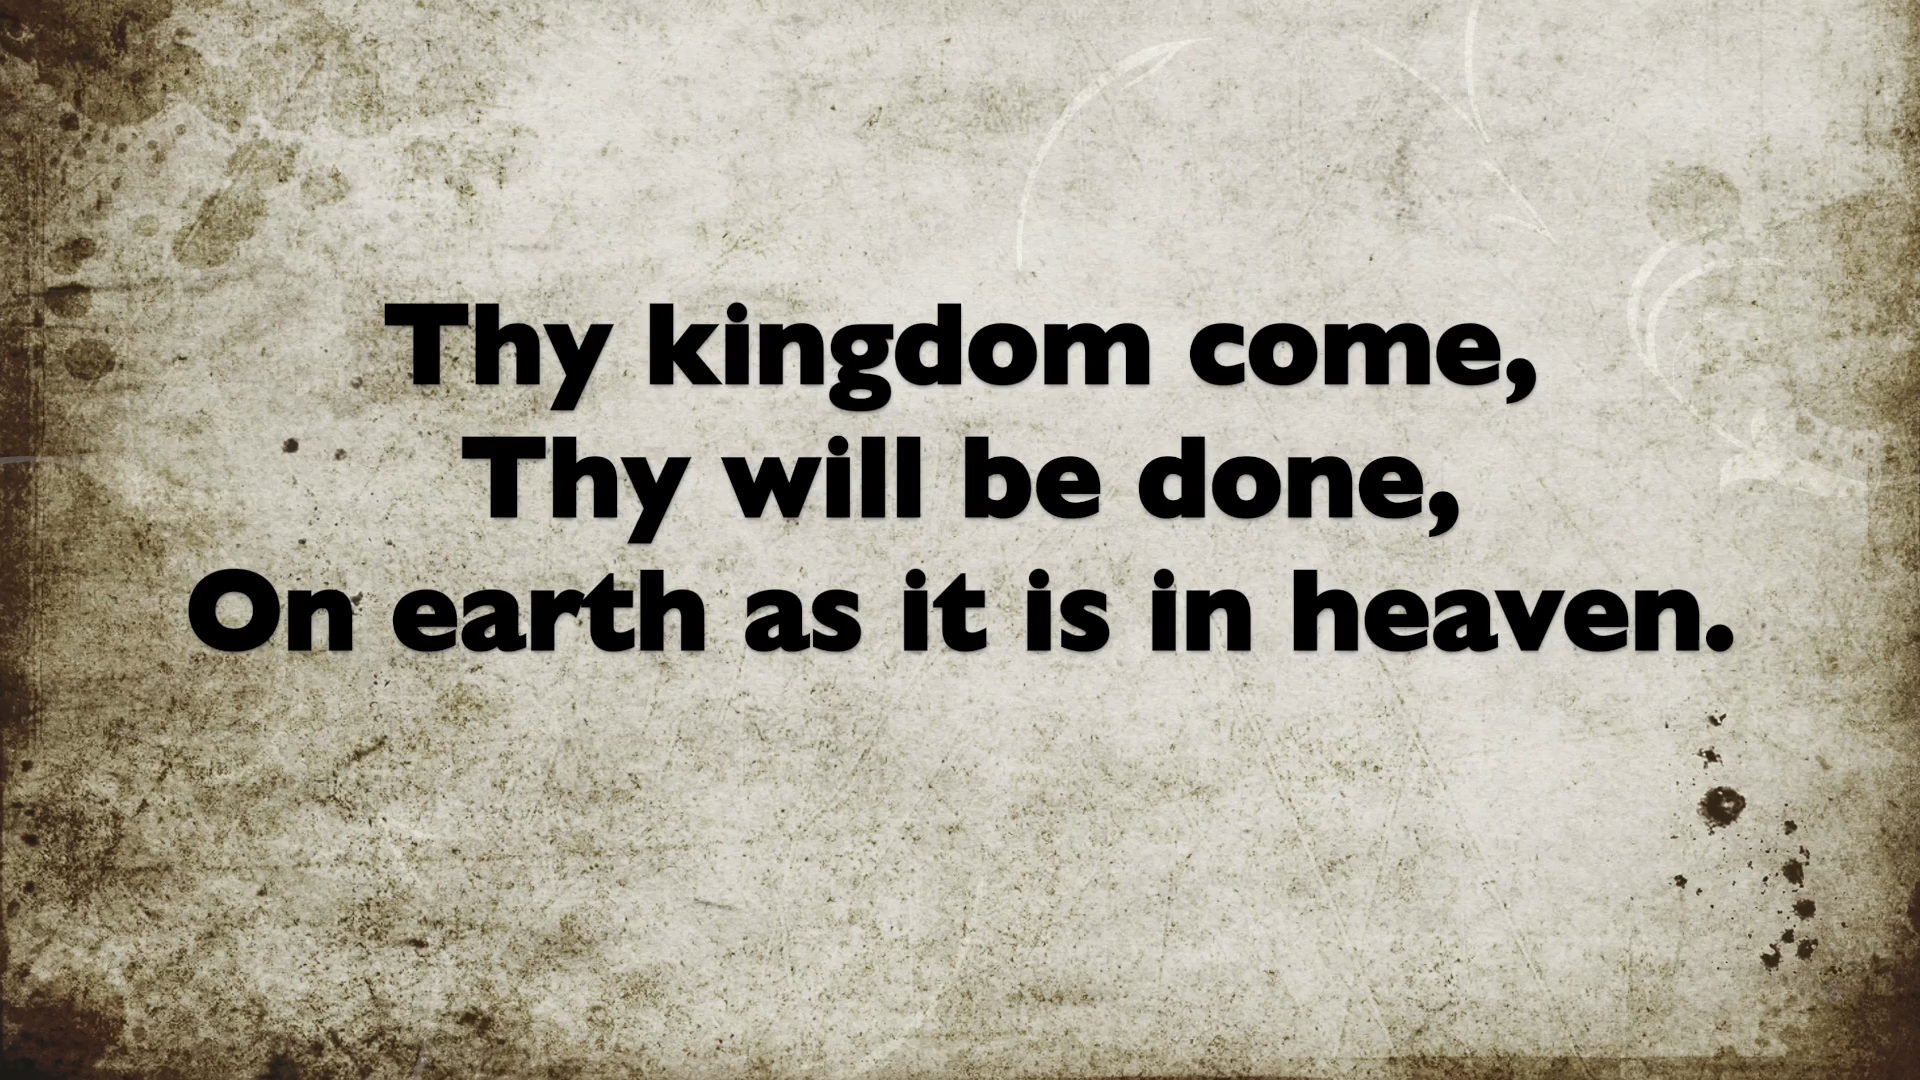 Thy kingdom come,
Thy will be done,
On earth as it is in heaven.